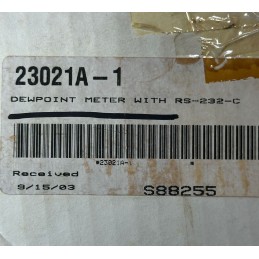 23021A-1
DEWPOINT METER WITH RS-232-C
*23021A-1 *
Received
9/15/03 S88255